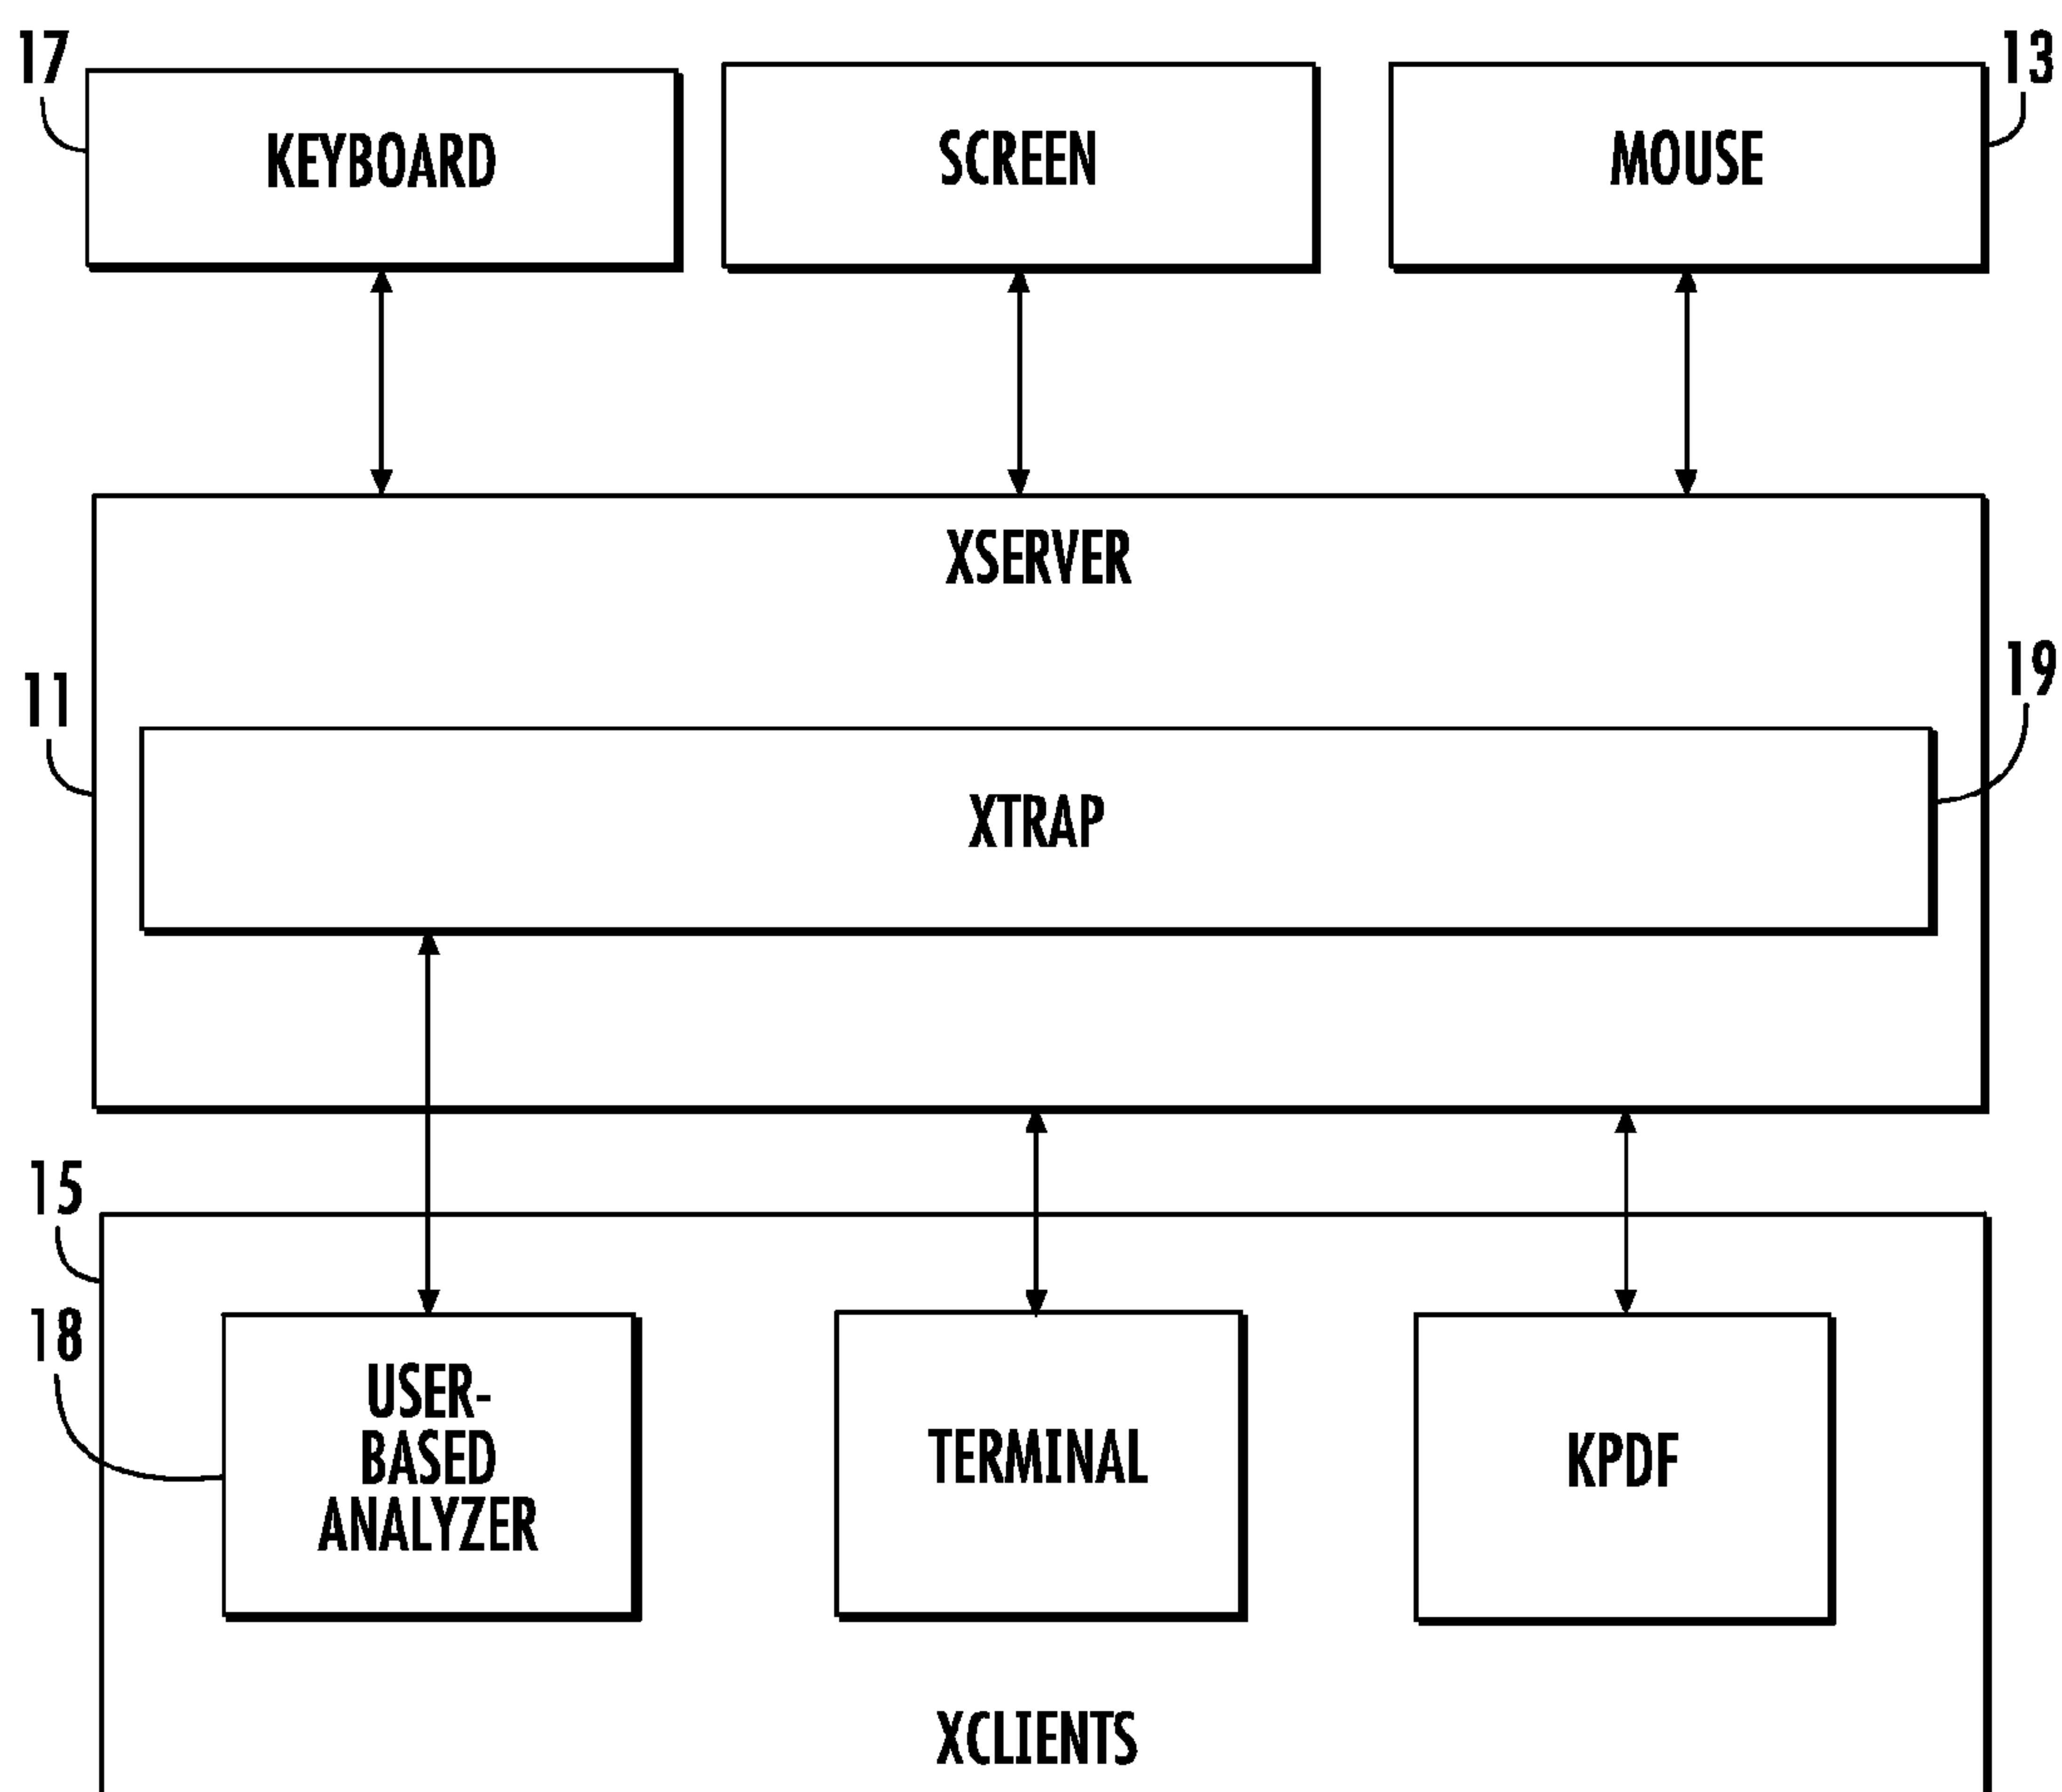 17
13
KEYBOARD
SCREEN
MOUSE
XSERVER
11
19
XTRAP
15
18
USER-
BASED
ANALYZER
TERMINAL
KPDF
XCLIENTS